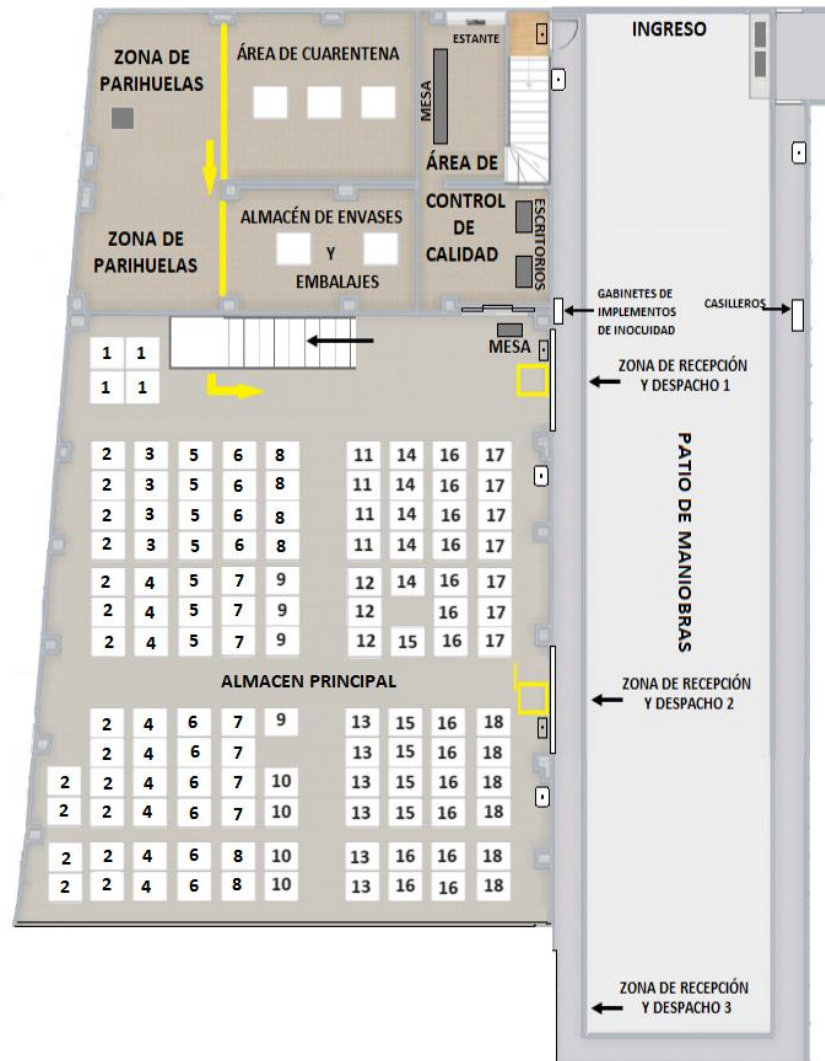 ZONA DE
PARIHUELAS
ÁREA DE CUARENTENA
ESTANTE
MESA
INGRESO
ÁREA DE
CONTROL
DE
CALIDAD
ESCRITORIOS
ZONA DE
PARIHUELAS
ALMACÉN DE ENVASES
Y
EMBALAJES
GABINETES DE
IMPLEMENTOS
DE INOCUIDAD
CASILLEROS
MESA
ZONA DE RECEPCIÓN
Y DESPACHO 1
PATIO DE MANIOBRAS
1 1
1 1
2 3 5 6 8 11 14 16 17
2 3 5 6 8 11 14 16 17
2 3 5 6 8 11 14 16 17
2 3 5 6 8 11 14 16 17
2 4 5 7 9 12 14 16 17
2 4 5 7 9 12 16 17
2 4 5 7 9 12 15 16 17
ALMACEN PRINCIPAL
ZONA DE RECEPCIÓN
Y DESPACHO 2
2 4 6 7 9 13 15 16 18
2 4 6 7 13 15 16 18
2 2 4 6 7 10 13 15 16 18
2 2 4 6 7 10 13 15 16 18
2 2 4 6 8 10 13 16 16 18
2 2 4 6 8 10 13 16 16 18
ZONA DE RECEPCIÓN
Y DESPACHO 3